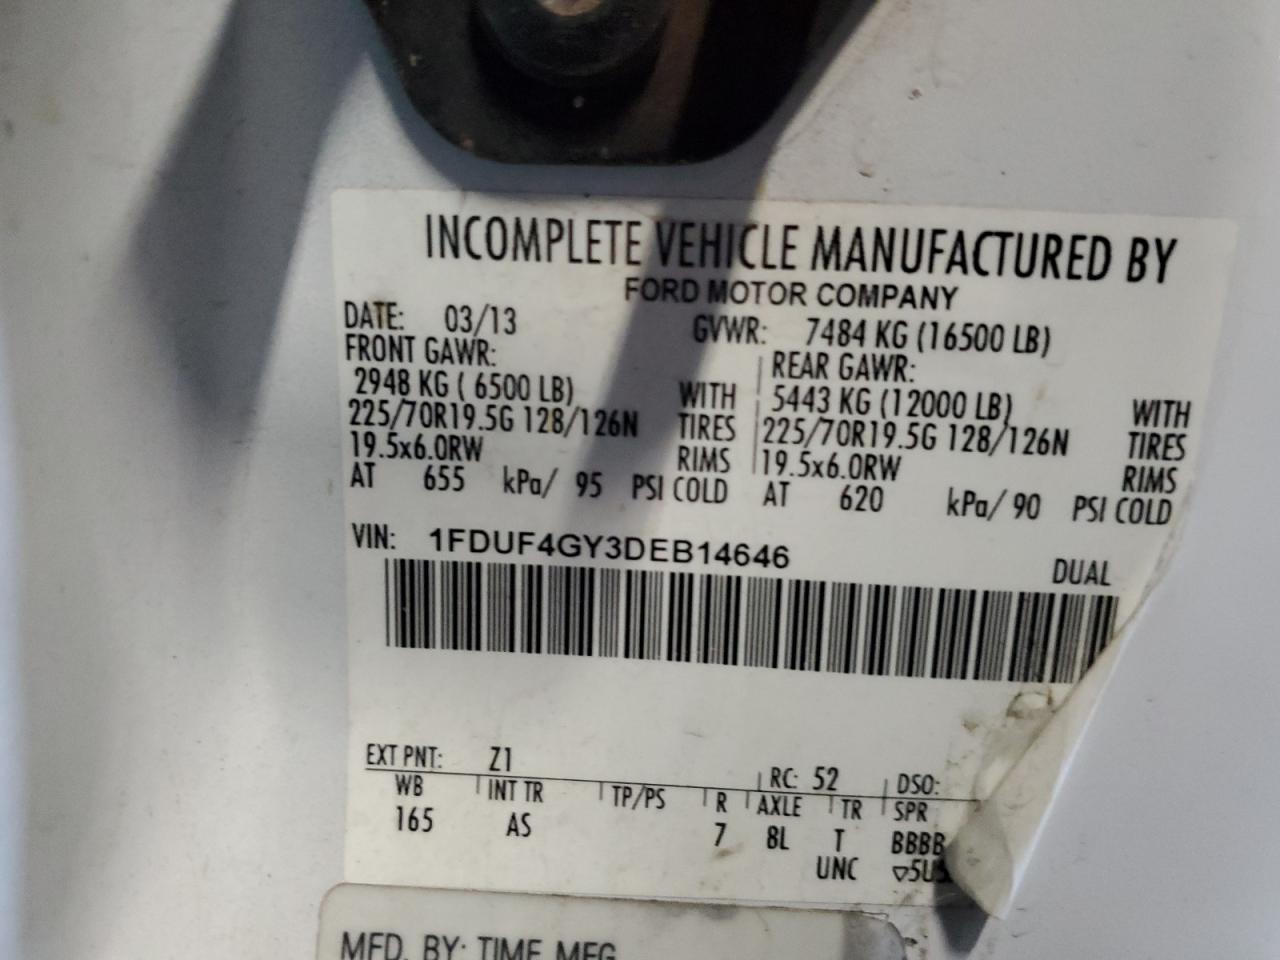 INCOMPLETE VEHICLE MANUFACTURED BY
FORD MOTOR COMPANY
DATE: 03/13 GVWR: 7484 KG (16500 LB)
FRONT GAWR: REAR GAWR:
2948 KG ( 6500 LB) WITH 5443 KG (12000 LB) WITH
225/70R19.5G 128/126N TIRES 225/70R19.5G 128/126N TIRES
19.5x6.0RW RIMS 19.5x6.0RW RIMS
AT 655 kPa/ 95 PSI COLD AT 620 kPa/ 90 PSI COLD
VIN: 1FDUF4GY3DEB14646
DUAL
EXT PNT: Z1 RC: 52 DSO:
WB INT TR TP/PS R AXLE TR SPR
165 AS 7 8L T BBBB
UNC ▽5U5
MFD. BY: TIME MFG